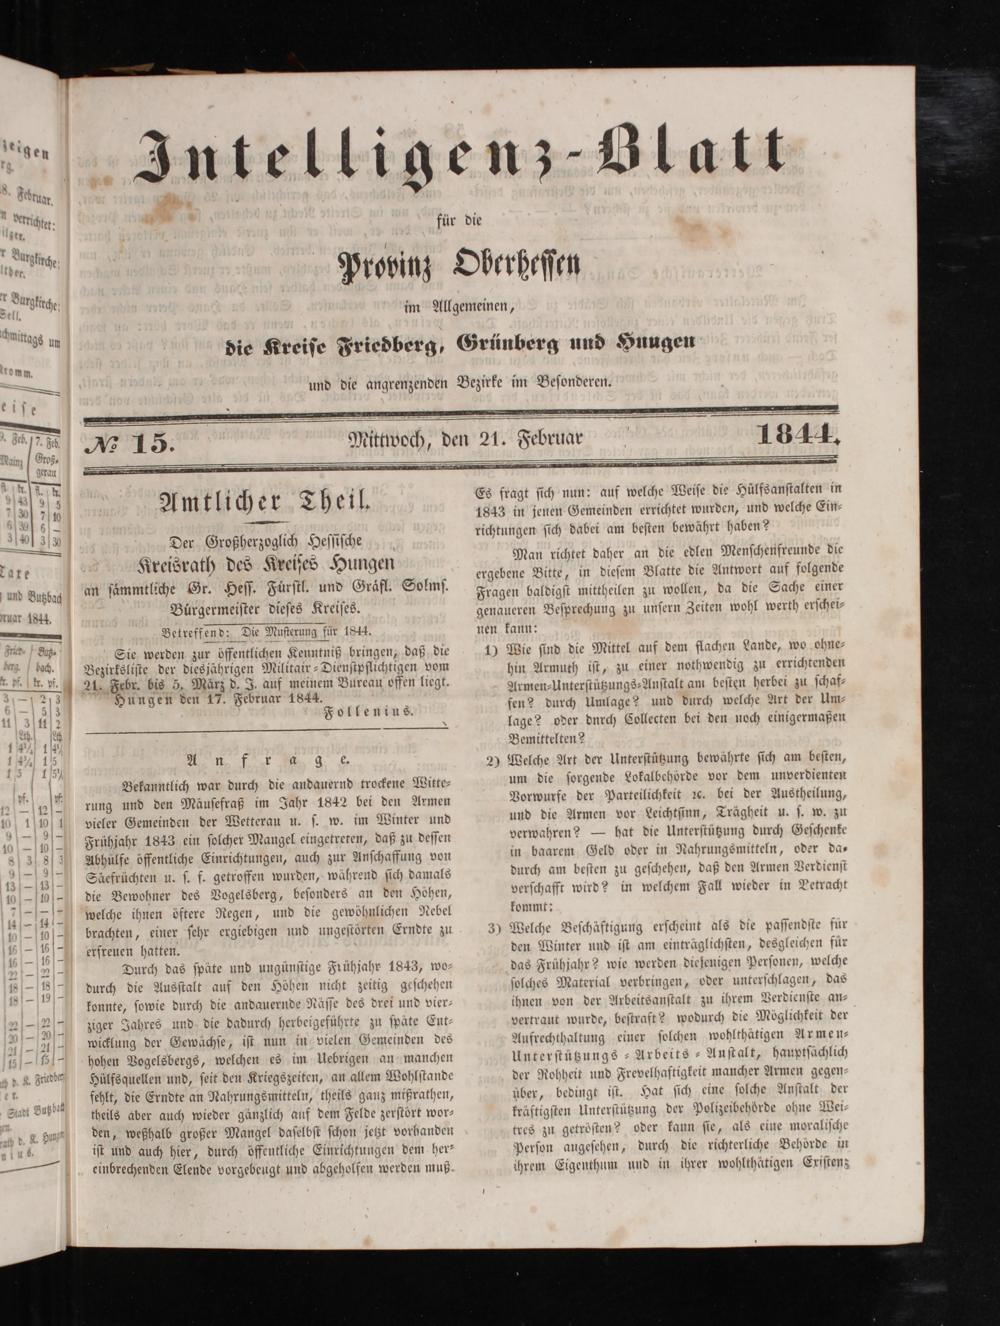 Intelligenz-Blatt
für die
Provinz Oberhessen
im Allgemeinen,
die Kreise Friedberg, Grünberg und Hungen
und die angrenzenden Bezirke im Besonderen.
№ 15. Mittwoch, den 21. Februar 1844.
Amtlicher Theil.
Der Großherzoglich Hessische
Kreisrath des Kreises Hungen
an sämmtliche Gr. Hess. Fürstl. und Gräfl. Solms.
Bürgermeister dieses Kreises.
Betreffend: Die Musterung für 1844.
Sie werden zur öffentlichen Kenntniß bringen, daß die
Bezirksliste der diesjährigen Militair-Dienstpflichtigen vom
21. Febr. bis 5. März d. J. auf meinem Bureau offen liegt.
Hungen den 17. Februar 1844.
Follenius.
Anfrage.
Bekanntlich war durch die andauernd trockene Witte-
rung und den Mäusefraß im Jahr 1842 bei den Armen
vieler Gemeinden der Wetterau u. s. w. im Winter und
Frühjahr 1843 ein solcher Mangel eingetreten, daß zu dessen
Abhülfe öffentliche Einrichtungen, auch zur Anschaffung von
Säefrüchten u. s. f. getroffen wurden, während sich damals
die Bewohner des Vogelsberg, besonders an den Höhen,
welche ihnen öftere Regen, und die gewöhnlichen Nebel
brachten, einer sehr ergiebigen und ungestörten Erndte zu
erfreuen hatten.
Durch das späte und ungünstige Frühjahr 1843, wo-
durch die Ausstalt auf den Höhen nicht zeitig geschehen
konnte, sowie durch die andauernde Nässe des drei und vier-
ziger Jahres und die dadurch herbeigeführte zu späte Ent-
wicklung der Gewächse, ist nun in vielen Gemeinden des
hohen Vogelsbergs, welchen es im Uebrigen an manchen
Hülfsquellen und, seit den Kriegszeiten, an allem Wohlstande
fehlt, die Erndte an Nahrungsmitteln, theils ganz mißrathen,
theils aber auch wieder gänzlich auf dem Felde zerstört wor-
den, weßhalb großer Mangel daselbst schon jetzt vorhanden
ist und auch hier, durch öffentliche Einrichtungen dem her-
einbrechenden Elende vorgebeugt und abgeholfen werden muß.
Es fragt sich nun: auf welche Weise die Hülfsanstalten in
1843 in jenen Gemeinden errichtet wurden, und welche Ein-
richtungen sich dabei am besten bewährt haben?
Man richtet daher an die edlen Menschenfreunde die
ergebene Bitte, in diesem Blatte die Antwort auf folgende
Fragen baldigst mittheilen zu wollen, da die Sache einer
genaueren Besprechung zu unsern Zeiten wohl werth erschei-
nen kann:
1) Wie sind die Mittel auf dem flachen Lande, wo ohne-
hin Armuth ist, zu einer nothwendig zu errichtenden
Armen-Unterstützungs-Anstalt am besten herbei zu schaf-
fen? durch Umlage? und durch welche Art der Um-
lage? oder durch Collecten bei den noch einigermaßen
Bemittelten?
2) Welche Art der Unterstützung bewährte sich am besten,
um die sorgende Lokalbehörde vor dem unverdienten
Vorwurfe der Parteilichkeit ꝛc. bei der Austheilung,
und die Armen vor Leichtsinn, Trägheit u. s. w. zu
verwahren? — hat die Unterstützung durch Geschenke
in baarem Geld oder in Nahrungsmitteln, oder da-
durch am besten zu geschehen, daß den Armen Verdienst
verschafft wird? in welchem Fall wieder in Betracht
kommt:
3) Welche Beschäftigung erscheint als die passendste für
den Winter und ist am einträglichsten, desgleichen für
das Frühjahr? wie werden diejenigen Personen, welche
solches Material verbringen, oder unterschlagen, das
ihnen von der Arbeitsanstalt zu ihrem Verdienste an-
vertraut wurde, bestraft? wodurch die Möglichkeit der
Aufrechthaltung einer solchen wohlthätigen Armen-
Unterstützungs-Arbeits-Anstalt, hauptsächlich
der Rohheit und Frevelhaftigkeit mancher Armen gegen-
über, bedingt ist. Hat sich eine solche Anstalt der
kräftigsten Unterstützung der Polizeibehörde ohne Wei-
tres zu getrösten? oder kann sie, als eine moralische
Person angesehen, durch die richterliche Behörde in
ihrem Eigenthum und in ihrer wohlthätigen Existenz